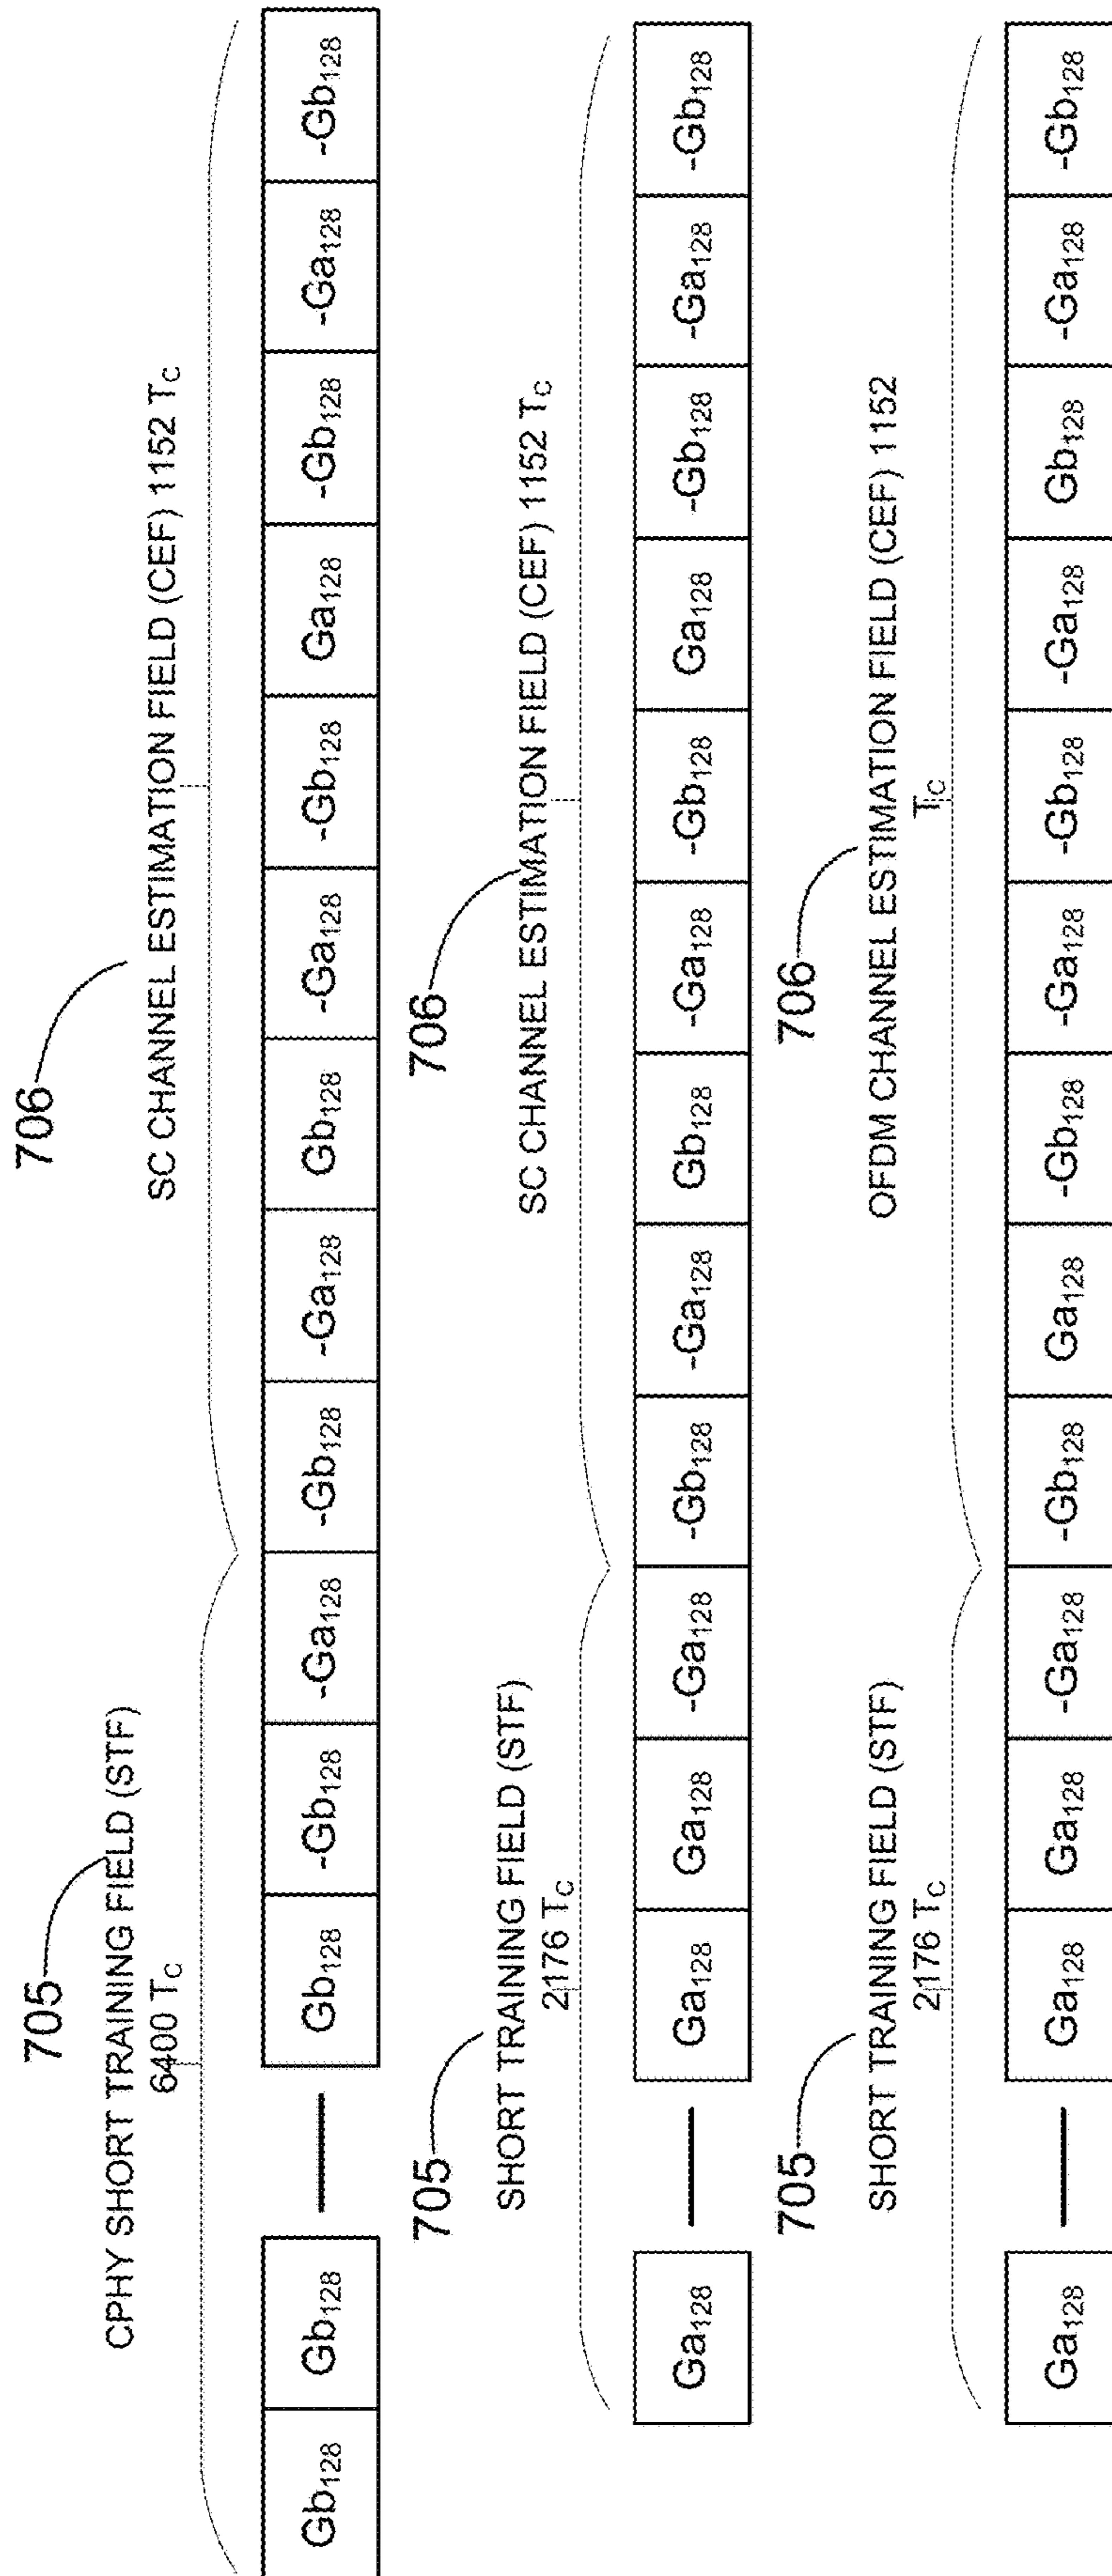 705
706
CPHY SHORT TRAINING FIELD (STF)
6400 TC
SC CHANNEL ESTIMATION FIELD (CEF) 1152 TC
Gb128 Gb128 Gb128 -Gb128 -Ga128 -Gb128 -Ga128 Gb128 -Ga128 -Gb128 Ga128 -Gb128 -Ga128 -Gb128
705
706
SHORT TRAINING FIELD (STF)
2176 TC
SC CHANNEL ESTIMATION FIELD (CEF) 1152 TC
Ga128 Ga128 Ga128 -Ga128 -Gb128 -Ga128 Gb128 -Ga128 -Gb128 Ga128 -Gb128 -Ga128 -Gb128
705
706
SHORT TRAINING FIELD (STF)
2176 TC
OFDM CHANNEL ESTIMATION FIELD (CEF) 1152
TC
Ga128 Ga128 Ga128 -Ga128 -Gb128 Ga128 -Gb128 -Ga128 -Gb128 -Ga128 Gb128 -Ga128 -Gb128